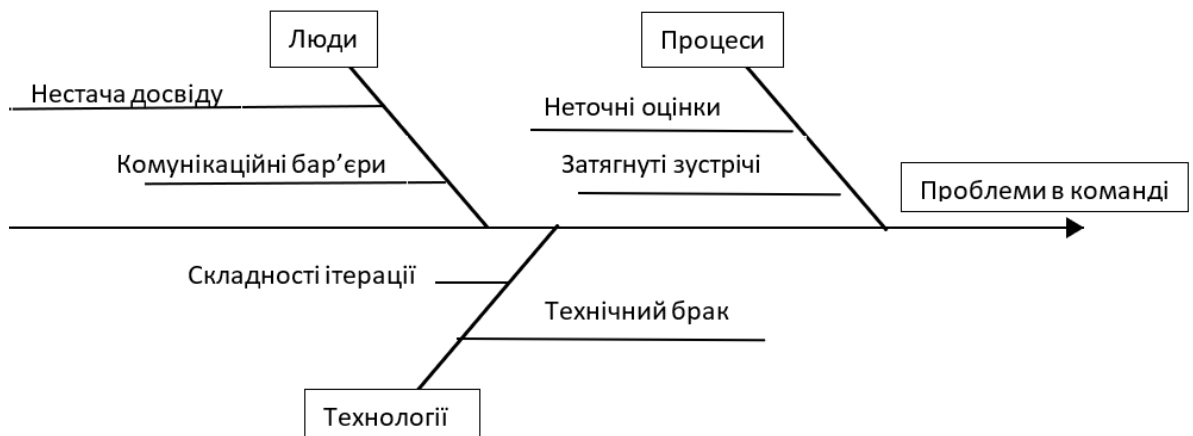 Люди
Процеси
Нестача досвіду
Неточні оцінки
Комунікаційні бар’єри
Затягнуті зустрічі
Проблеми в команді
Складності ітерації
Технічний брак
Технології